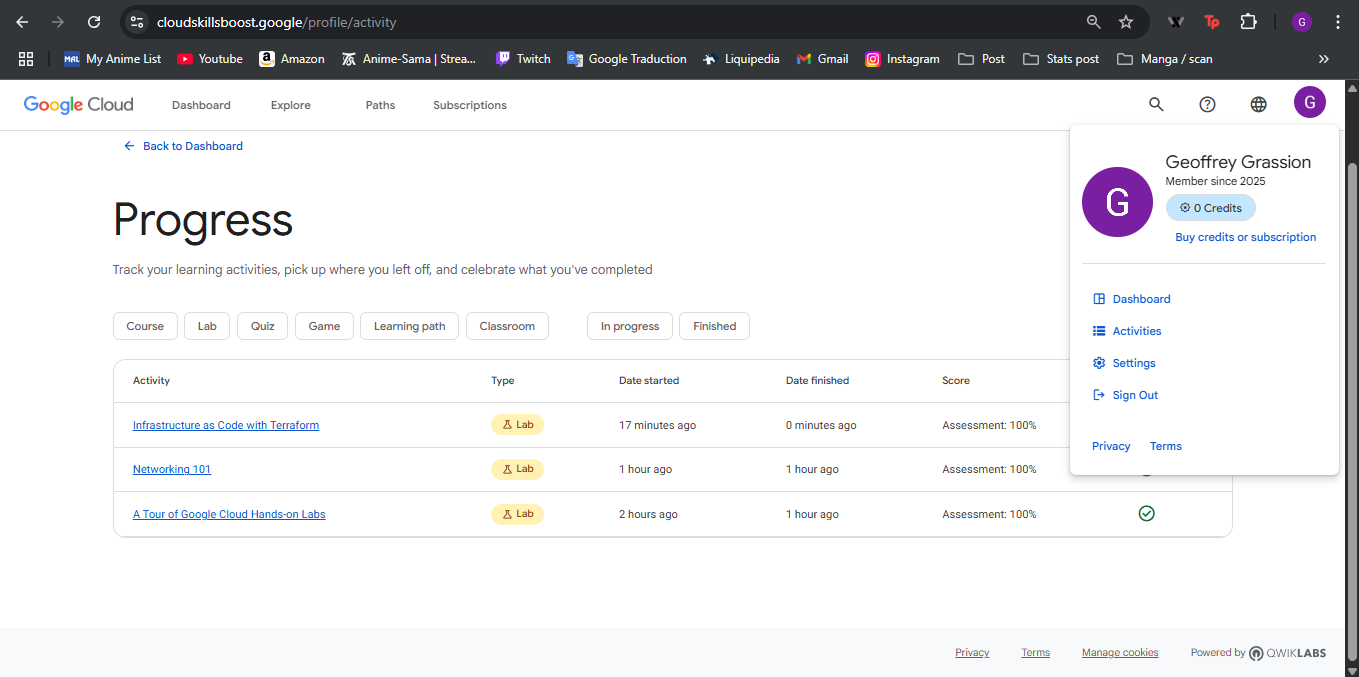 cloudskillsboost.google/profile/activity
G
MAL My Anime List Youtube Amazon Anime-Sama | Strea... Twitch Google Traduction Liquipedia Gmail Instagram Post Stats post Manga / scan
Google Cloud Dashboard Explore Paths Subscriptions G
Back to Dashboard
Progress
Track your learning activities, pick up where you left off, and celebrate what you've completed
Course Lab Quiz Game Learning path Classroom In progress Finished
Activity Type Date started Date finished Score
Infrastructure as Code with Terraform Lab 17 minutes ago 0 minutes ago Assessment: 100%
Networking 101 Lab 1 hour ago 1 hour ago Assessment: 100%
A Tour of Google Cloud Hands-on Labs Lab 2 hours ago 1 hour ago Assessment: 100%
G
Geoffrey Grassion
Member since 2025
0 Credits
Buy credits or subscription
Dashboard
Activities
Settings
Sign Out
Privacy Terms
Privacy Terms Manage cookies Powered by QWIKLABS